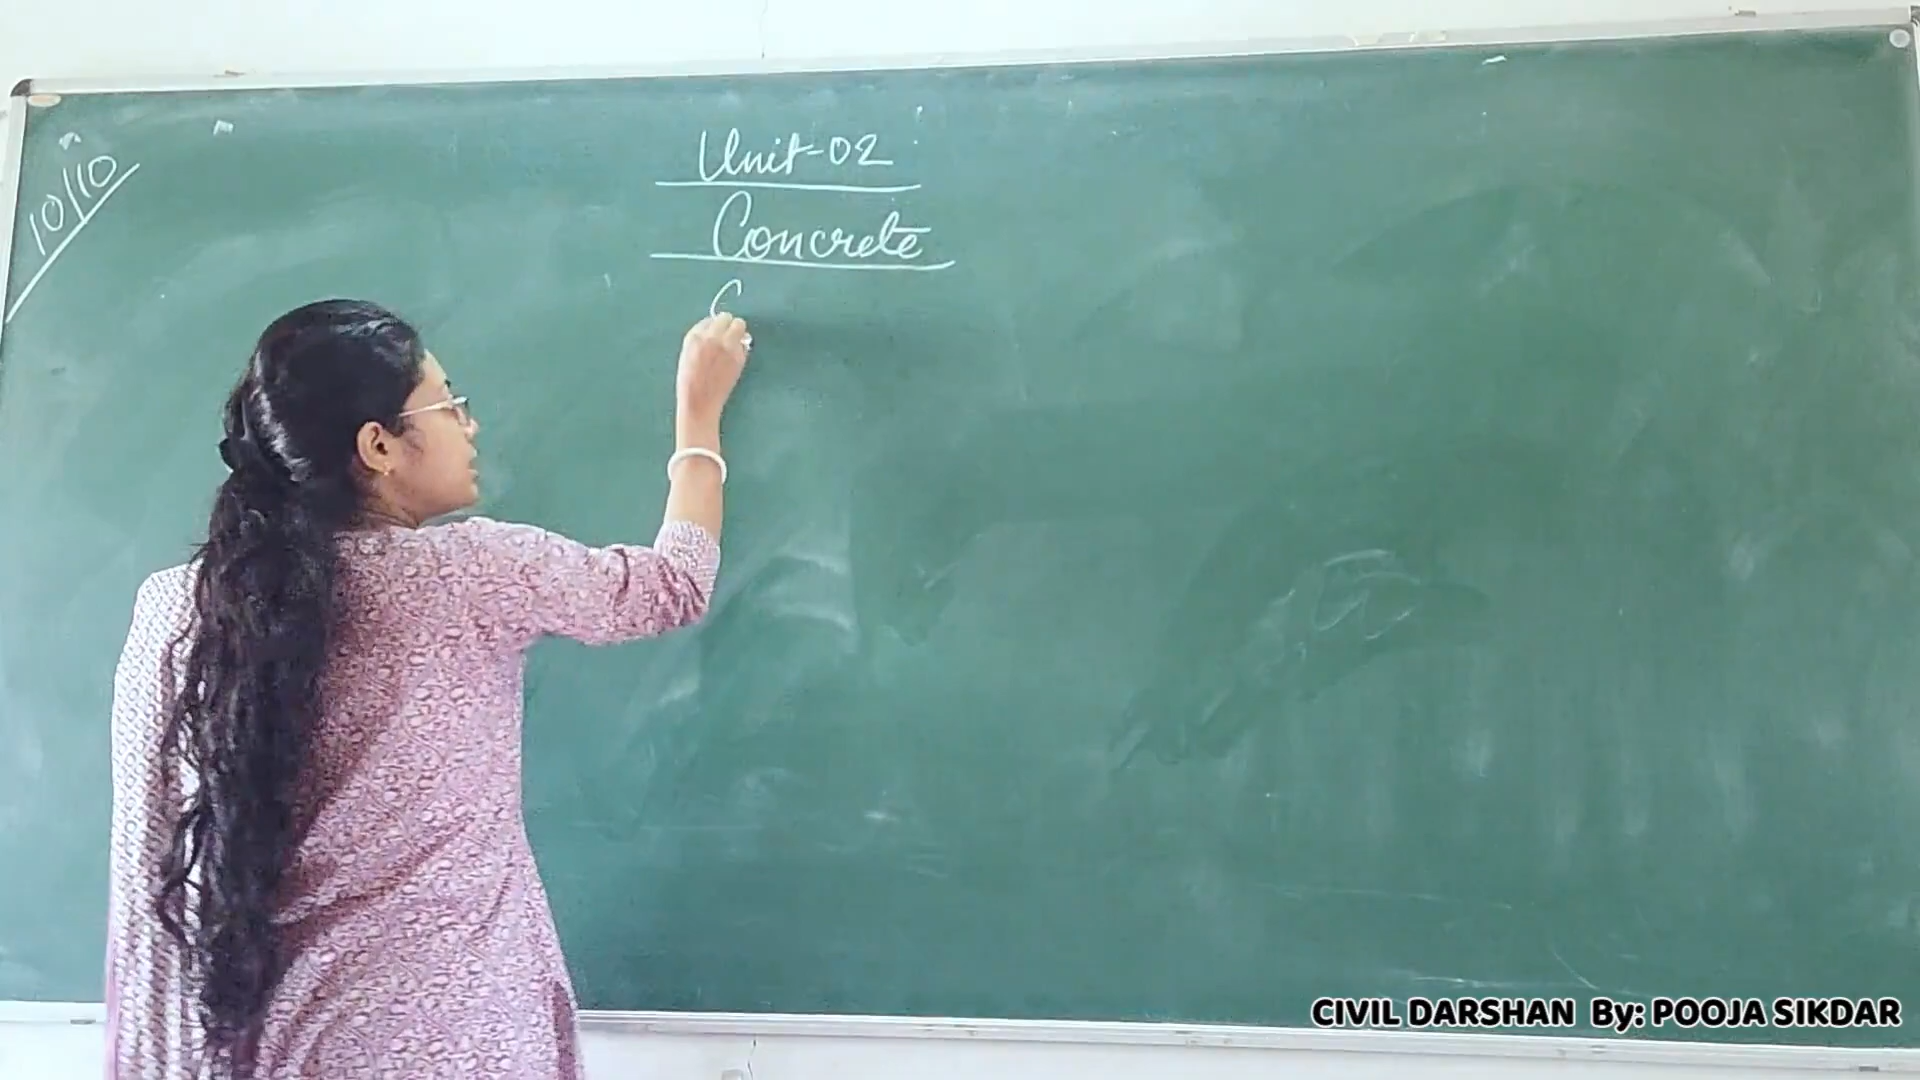 10/10
Unit-02
Concrete
C
CIVIL DARSHAN By: POOJA SIKDAR